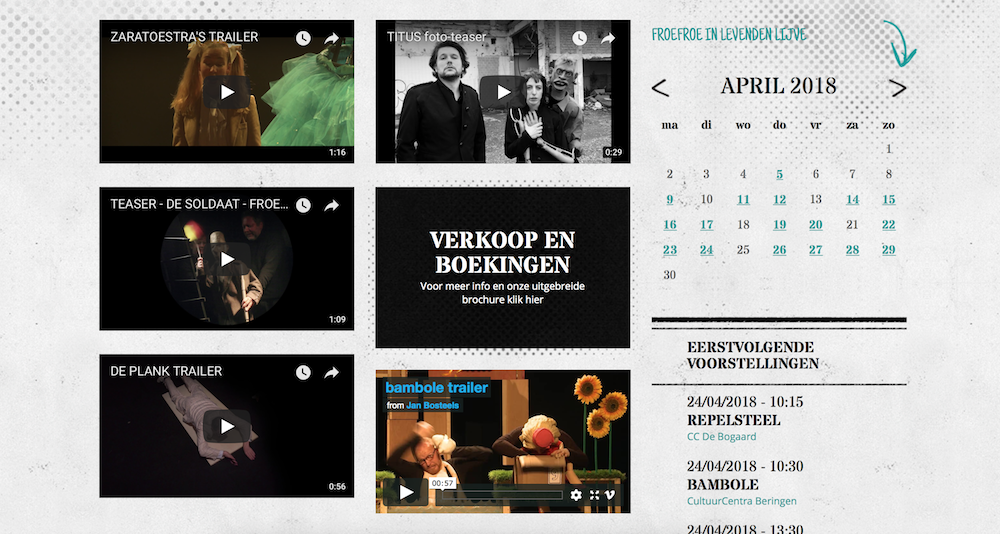 ZARATOESTRA'S TRAILER
1:16
TITUS foto-teaser
0:29
TEASER - DE SOLDAAT - FROE...
1:09
VERKOOP EN
BOEKINGEN
Voor meer info en onze uitgebreide
brochure klik hier
DE PLANK TRAILER
0:56
bambole trailer
from Jan Bosteels
00:57
FROEFROE IN LEVENDEN LIJVE
< APRIL 2018 >
ma di wo do vr za zo
1
2 3 4 5 6 7 8
9 10 11 12 13 14 15
16 17 18 19 20 21 22
23 24 25 26 27 28 29
30
EERSTVOLGENDE
VOORSTELLINGEN
24/04/2018 - 10:15
REPELSTEEL
CC De Bogaard
24/04/2018 - 10:30
BAMBOLE
CultuurCentra Beringen
24/04/2018 - 13:30